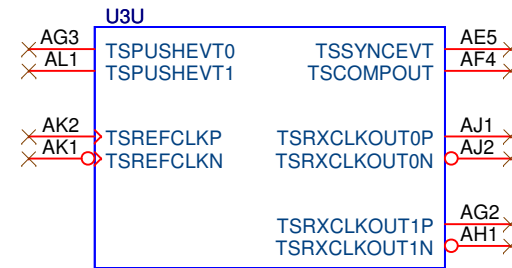 U3U
AG3 TSPUSHEVT0 TSSYNCEVT AE5
AL1 TSPUSHEVT1 TSCOMPOUT AF4
AK2 TSREFCLKP TSRXCLKOUT0P AJ1
AK1 TSREFCLKN TSRXCLKOUT0N AJ2
TSRXCLKOUT1P AG2
TSRXCLKOUT1N AH1